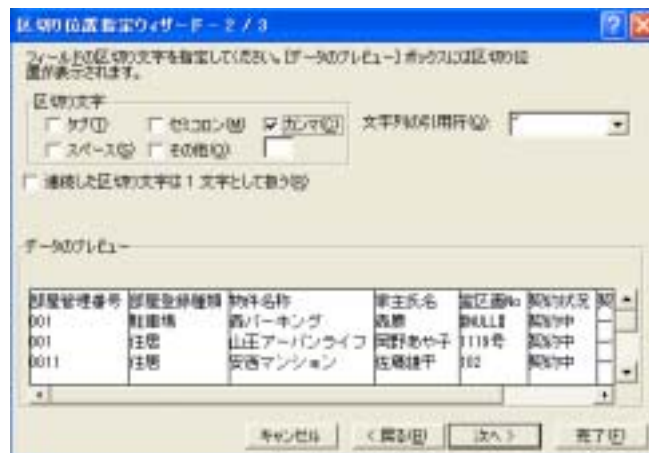 区切り位置指定ウィザード - 2 / 3
フィールドの区切り文字を指定してください。[データのプレビュー] ボックスには区切り位
置が表示されます。
区切り文字
タブ(T) セミコロン(M) カンマ(C) 文字列の引用符(Q): "
スペース(S) その他(O)
連続した区切り文字は 1 文字として扱う(R)
データのプレビュー
部屋管理番号 部屋登録種類 物件名称 家主氏名 室区画No 契約状況 契
001 駐車場 森パーキング #NULL# 契約中
001 住居 山王アーバンライフ 岡野あや子 1119号 契約中
0011 住居 安西マンション 佐藤雄平 102 契約中
キャンセル < 戻る(B) 次へ > 完了(F)